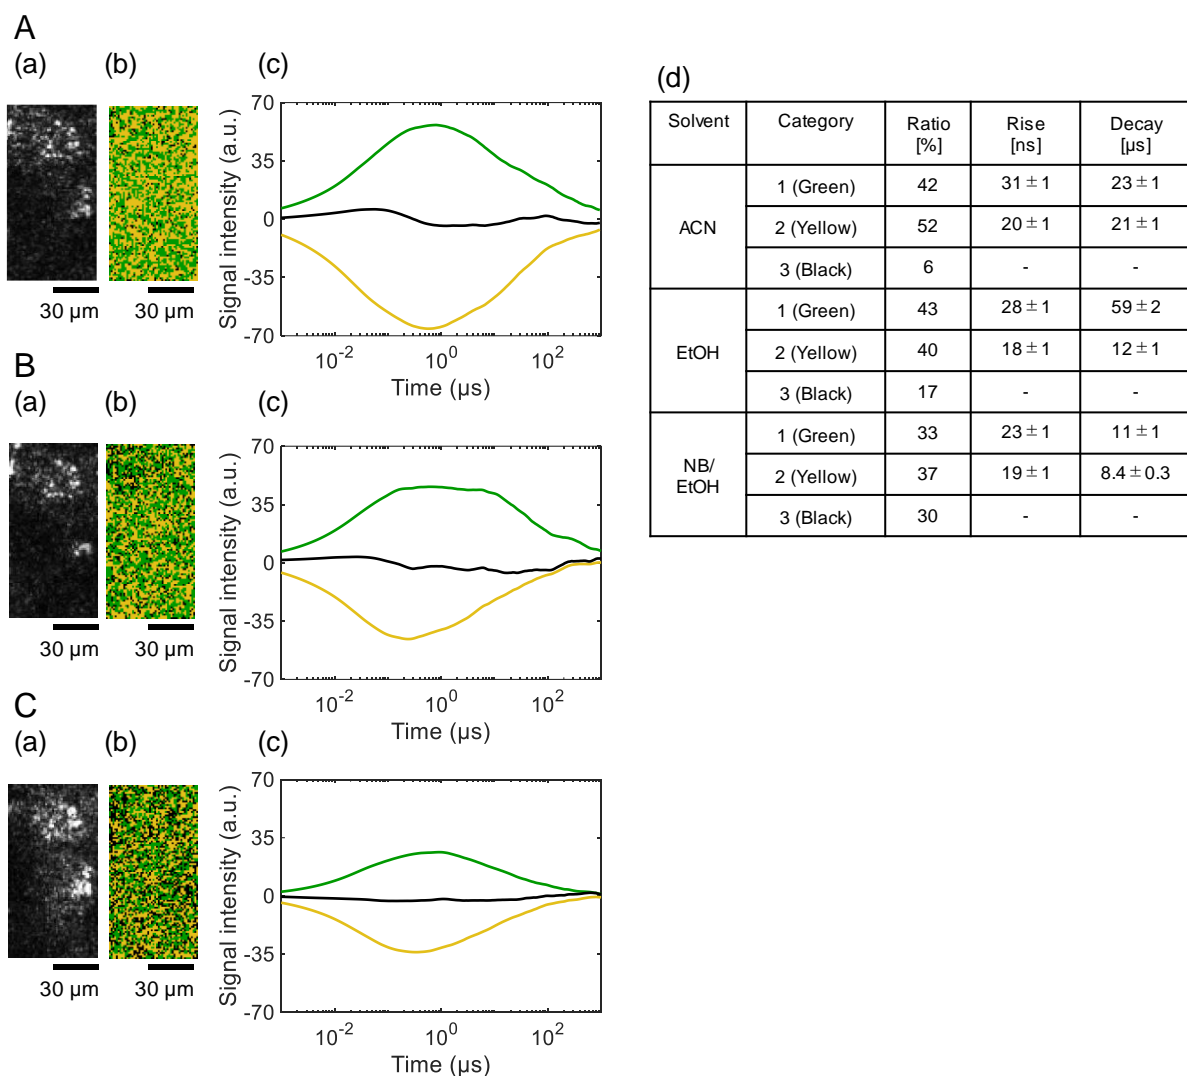 A
(a) (b) (c)
70
35
0
-35
-70
Signal intensity (a.u.)
10⁻² 10⁰ 10²
Time (μs)
30 μm 30 μm
B
(a) (b) (c)
70
35
0
-35
-70
Signal intensity (a.u.)
10⁻² 10⁰ 10²
Time (μs)
30 μm 30 μm
C
(a) (b) (c)
70
35
0
-35
-70
Signal intensity (a.u.)
10⁻² 10⁰ 10²
Time (μs)
30 μm 30 μm
(d)
Solvent Category Ratio [%] Rise [ns] Decay [μs]
ACN
1 (Green) 42 31 ± 1 23 ± 1
2 (Yellow) 52 20 ± 1 21 ± 1
3 (Black) 6 - -
EtOH
1 (Green) 43 28 ± 1 59 ± 2
2 (Yellow) 40 18 ± 1 12 ± 1
3 (Black) 17 - -
NB/
EtOH
1 (Green) 33 23 ± 1 11 ± 1
2 (Yellow) 37 19 ± 1 8.4 ± 0.3
3 (Black) 30 - -